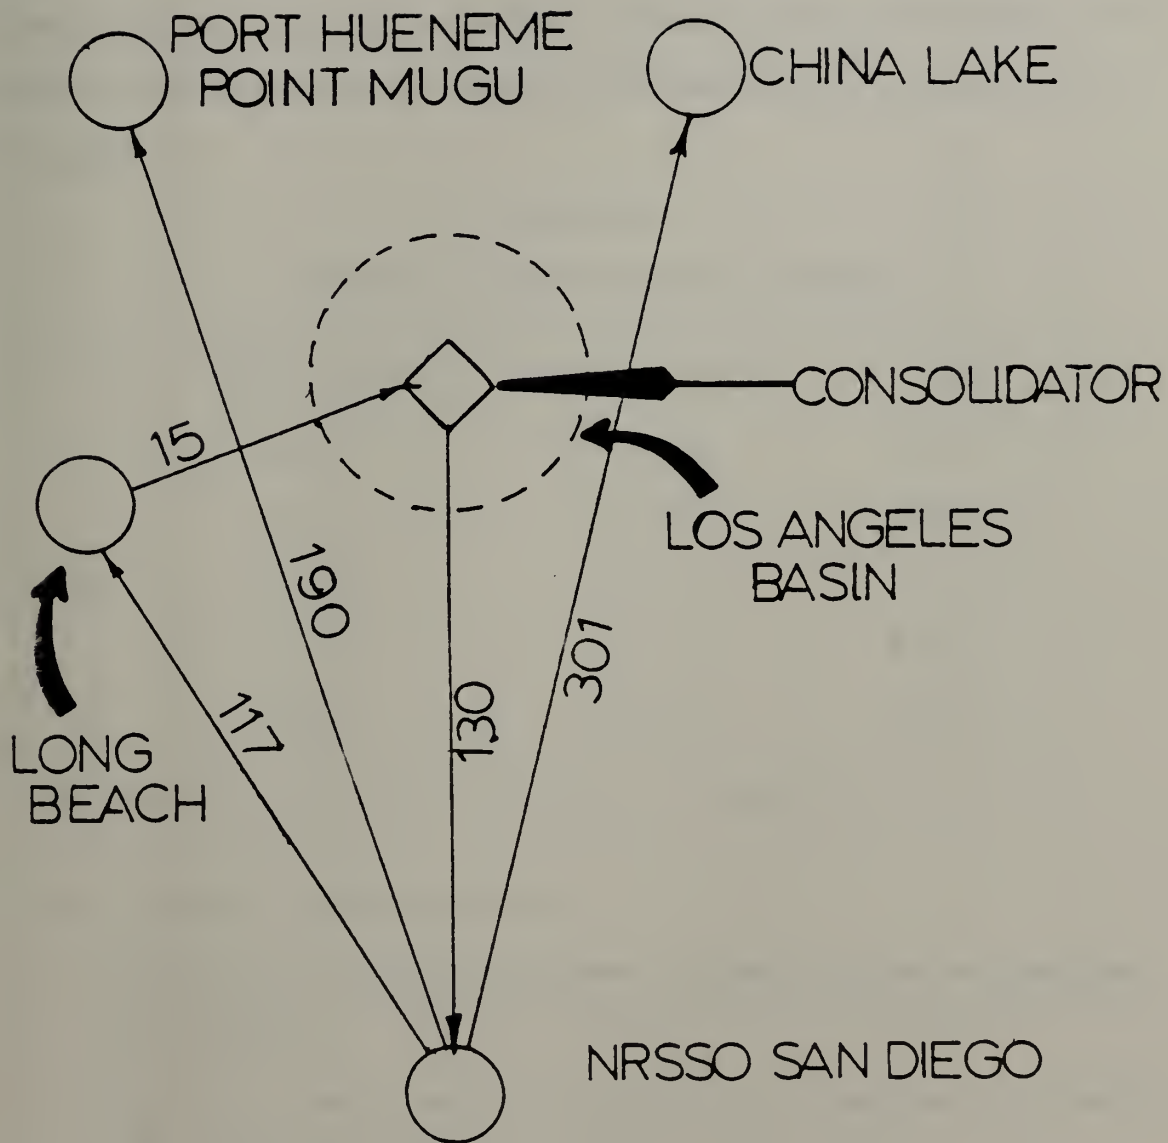 PORT HUENEME
POINT MUGU
CHINA LAKE
CONSOLIDATOR
15
LOS ANGELES
BASIN
190
301
117
130
LONG
BEACH
NRSSO SAN DIEGO